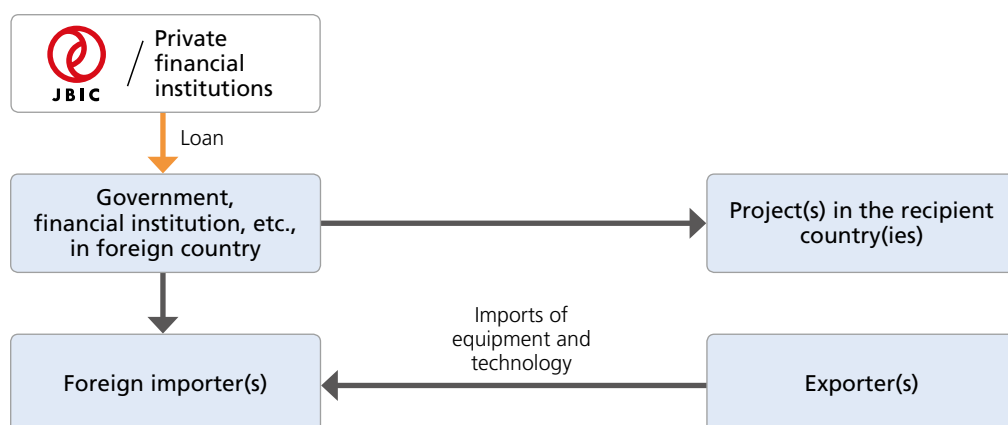 JBIC
/
Private
financial
institutions
Loan
Government,
financial institution, etc.,
in foreign country
Project(s) in the recipient
country(ies)
Imports of
equipment and
technology
Foreign importer(s)
Exporter(s)